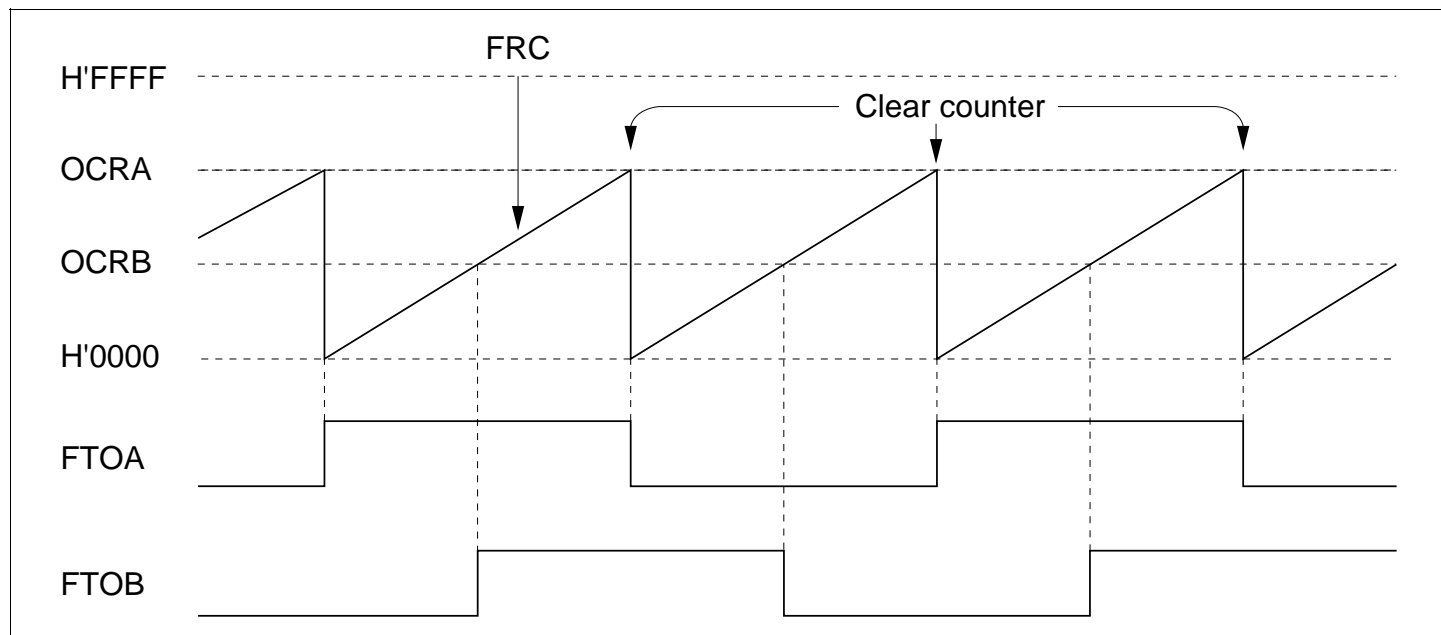 FRC
H'FFFF
Clear counter
OCRA
OCRB
H'0000
FTOA
FTOB